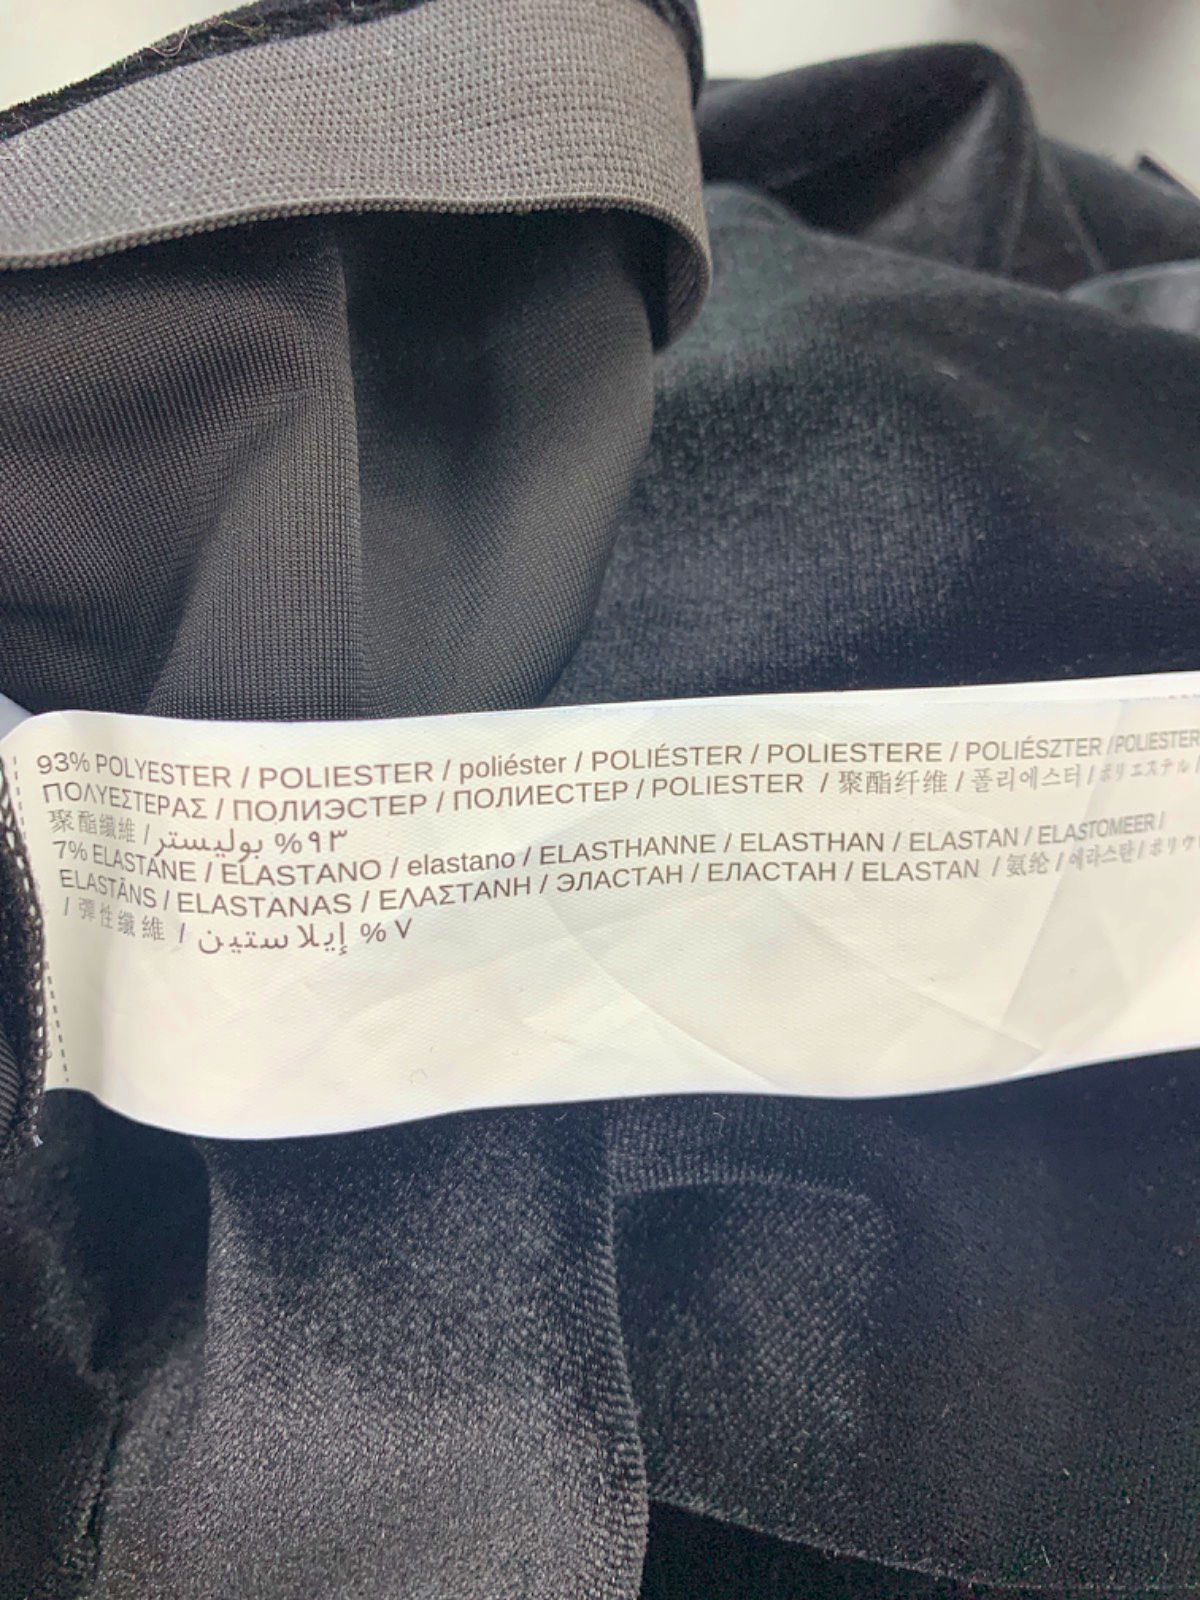 93% POLYESTER / POLIESTER / poliéster / POLIÉSTER / POLIESTERE / POLIÉSZTER / POLIESTER
ΠΟΛΥΕΣΤΕΡΑΣ / ПОЛИЭСТЕР / ПОЛИЕСТЕР / POLIESTER / 聚酯纤维 / 폴리에스터 / ポリエステル /
聚酯纖維 / بوليستر %٩٣
7% ELASTANE / ELASTANO / elastano / ELASTHANNE / ELASTHAN / ELASTAN / ELASTOMEER /
ELASTĀNS / ELASTANAS / ΕΛΑΣΤΑΝΗ / ЭЛАСТАН / ЕЛАСТАН / ELASTAN / 氨纶 / 에라스탄 / ポリウ
/ 彈性纖維 / إيلاستين %٧